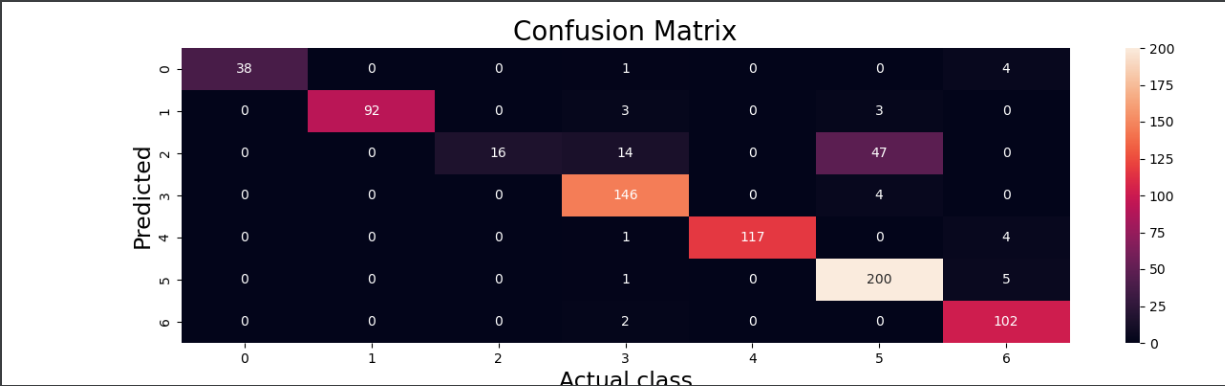 Confusion Matrix
Predicted
0 38 0 0 1 0 0 4
1 0 92 0 3 0 3 0
2 0 0 16 14 0 47 0
3 0 0 0 146 0 4 0
4 0 0 0 1 117 0 4
5 0 0 0 1 0 200 5
6 0 0 0 2 0 0 102
0 1 2 3 4 5 6
Actual class
200
175
150
125
100
75
50
25
0